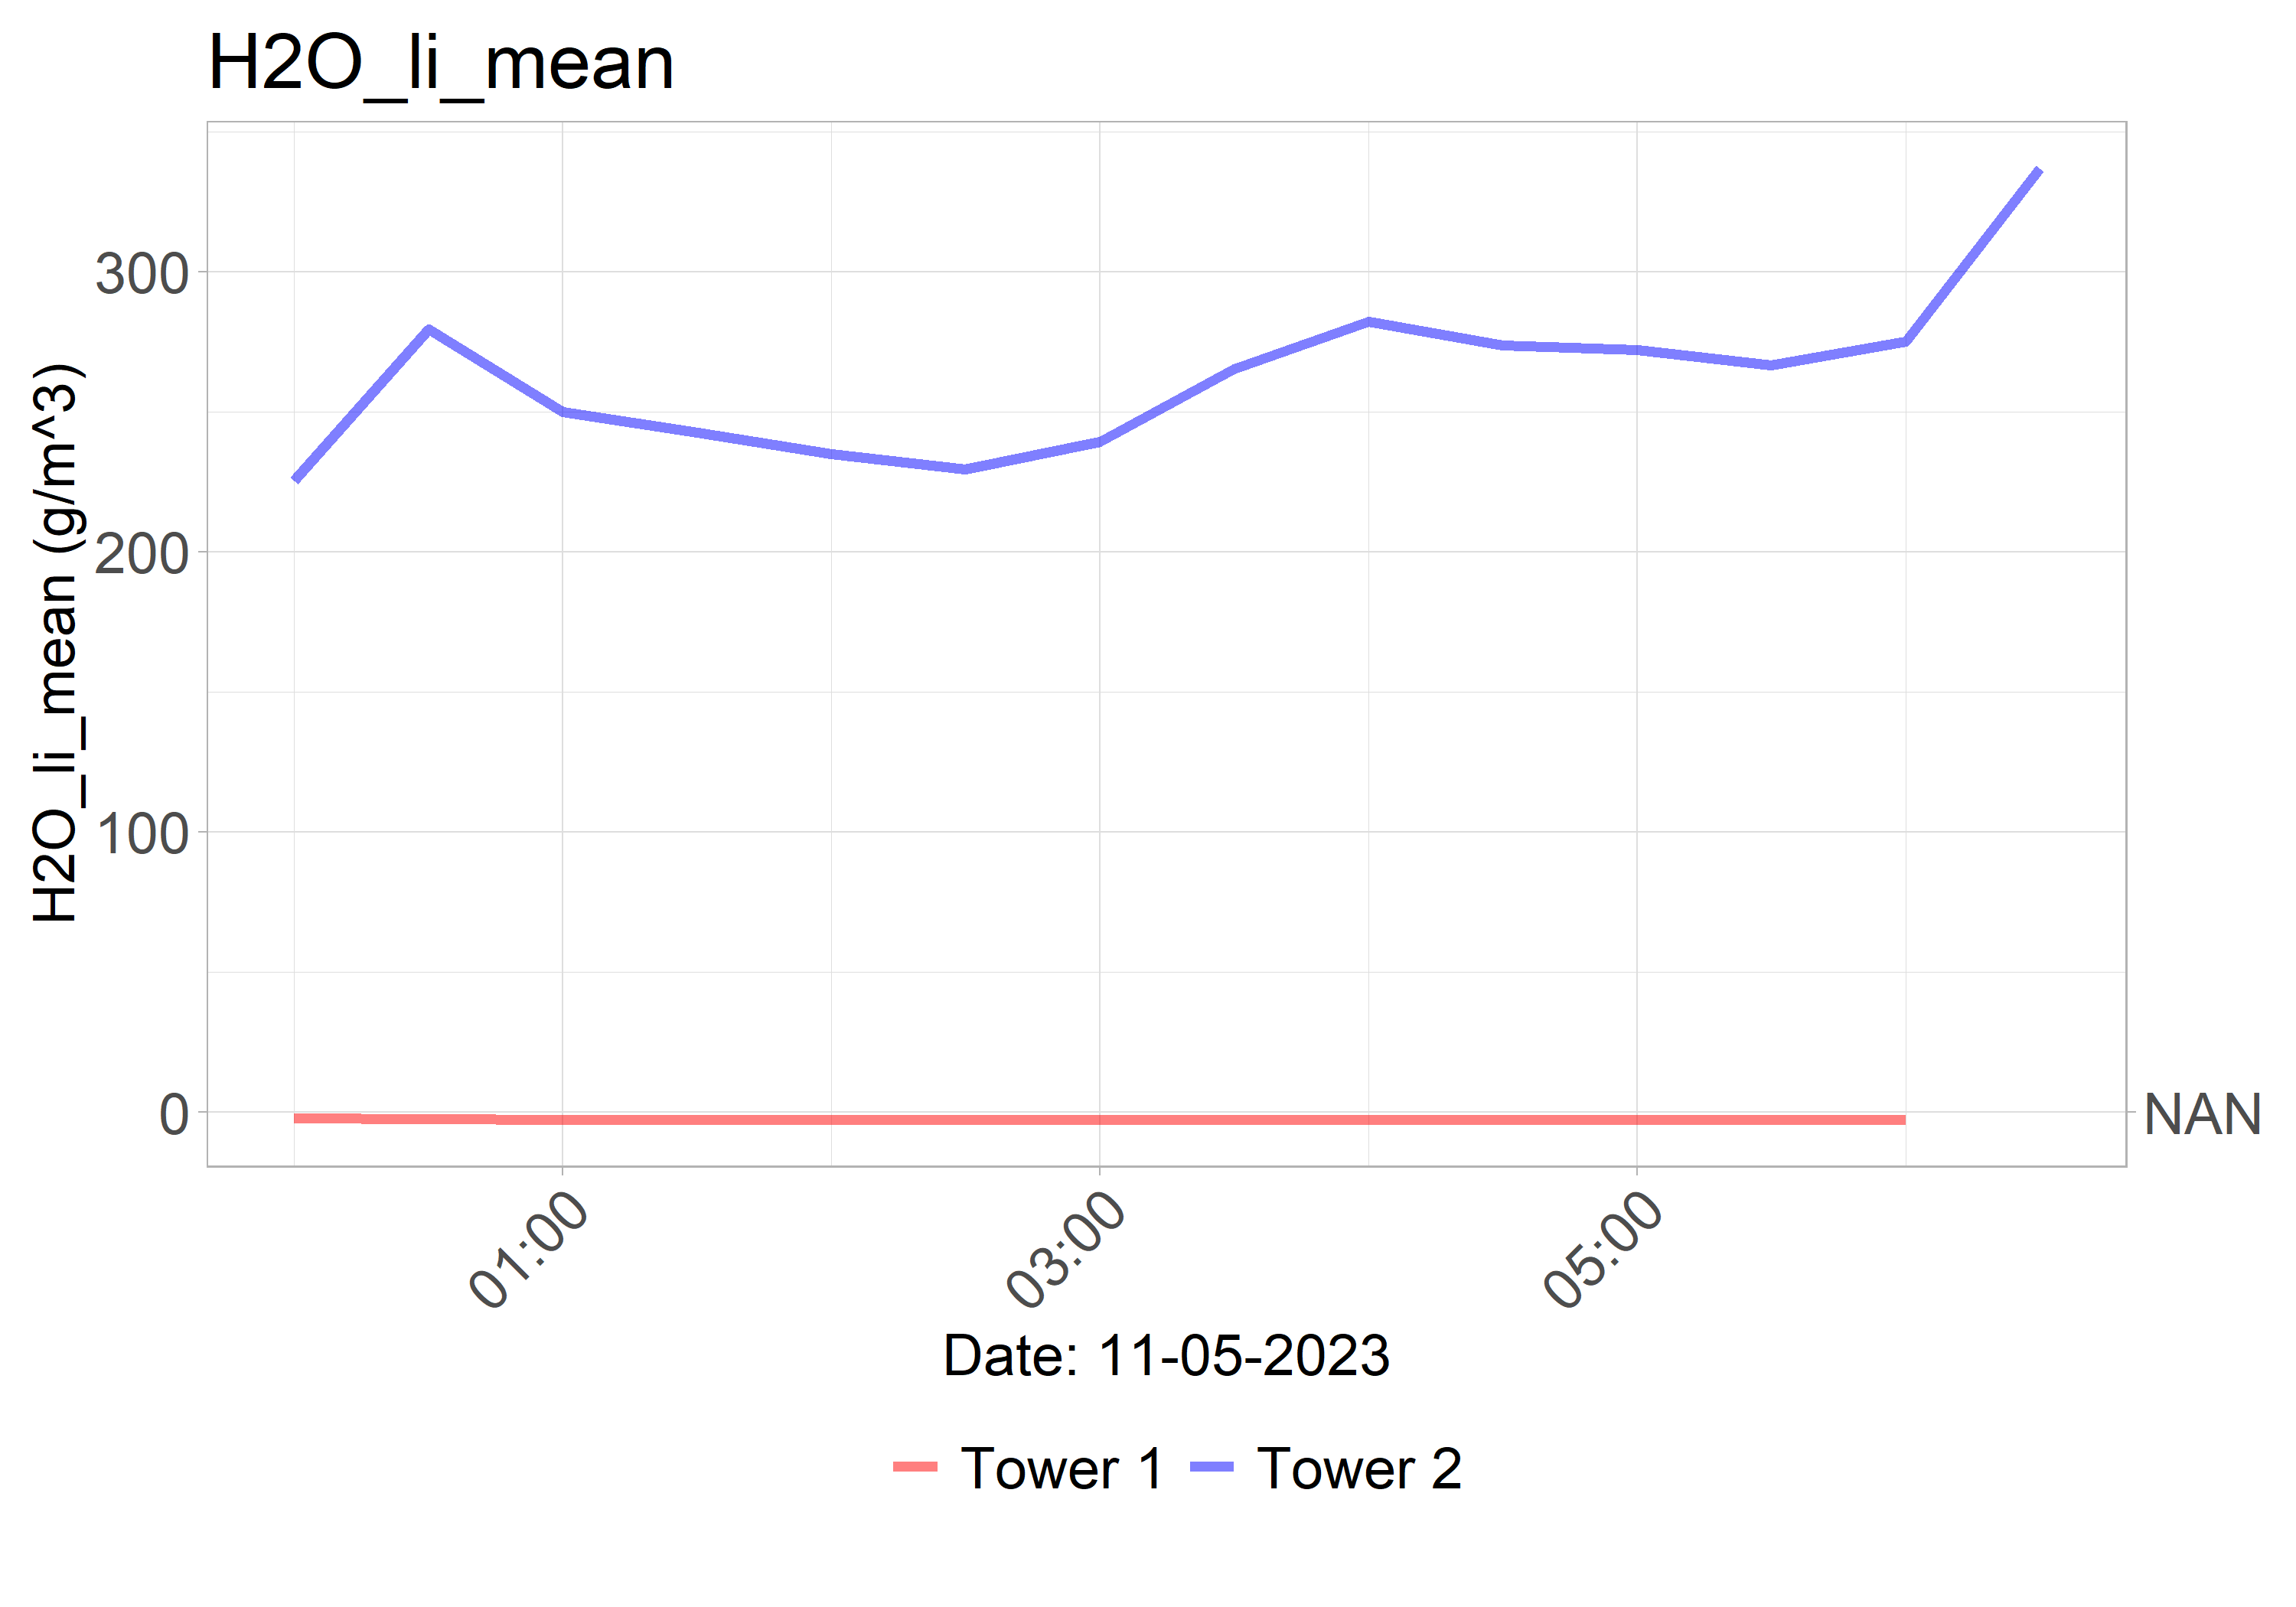 H2O_li_mean
H2O_li_mean (g/m^3)
300
200
100
0
NAN
01:00
03:00
05:00
Date: 11-05-2023
Tower 1
Tower 2